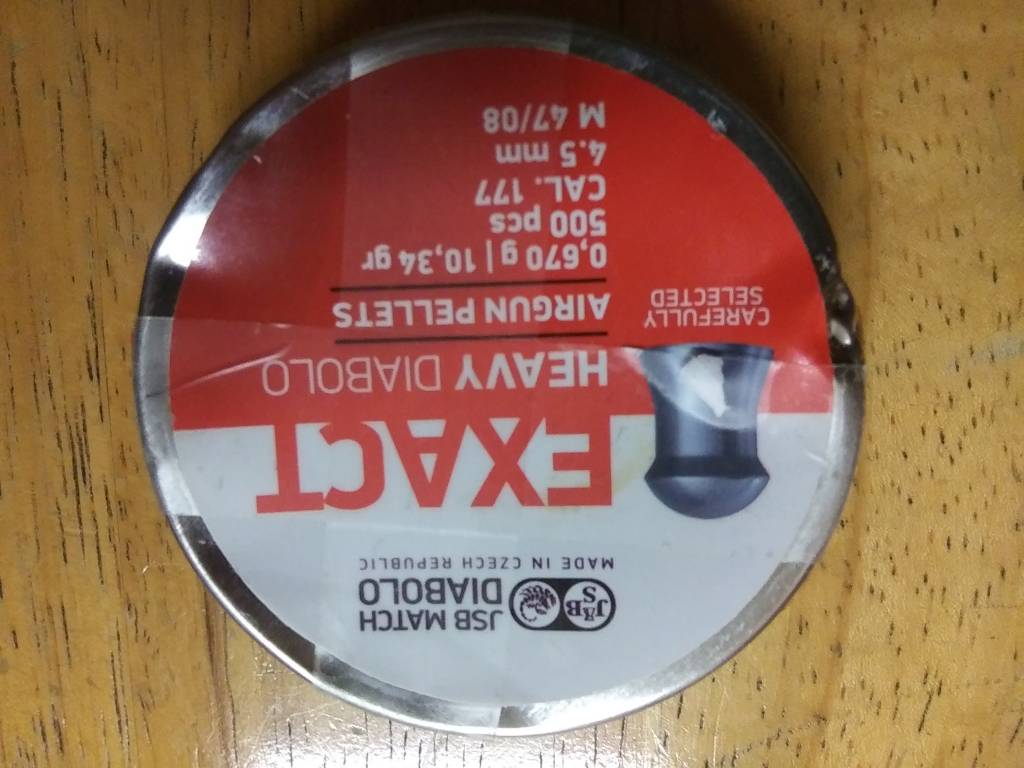 JSB
JSB MATCH
DIABOLO
MADE IN CZECH REPUBLIC
EXACT
HEAVY DIABOLO
AIRGUN PELLETS
CAREFULLY
SELECTED
0,670 g | 10,34 gr
500 pcs
CAL. 177
4.5 mm
M 47/08